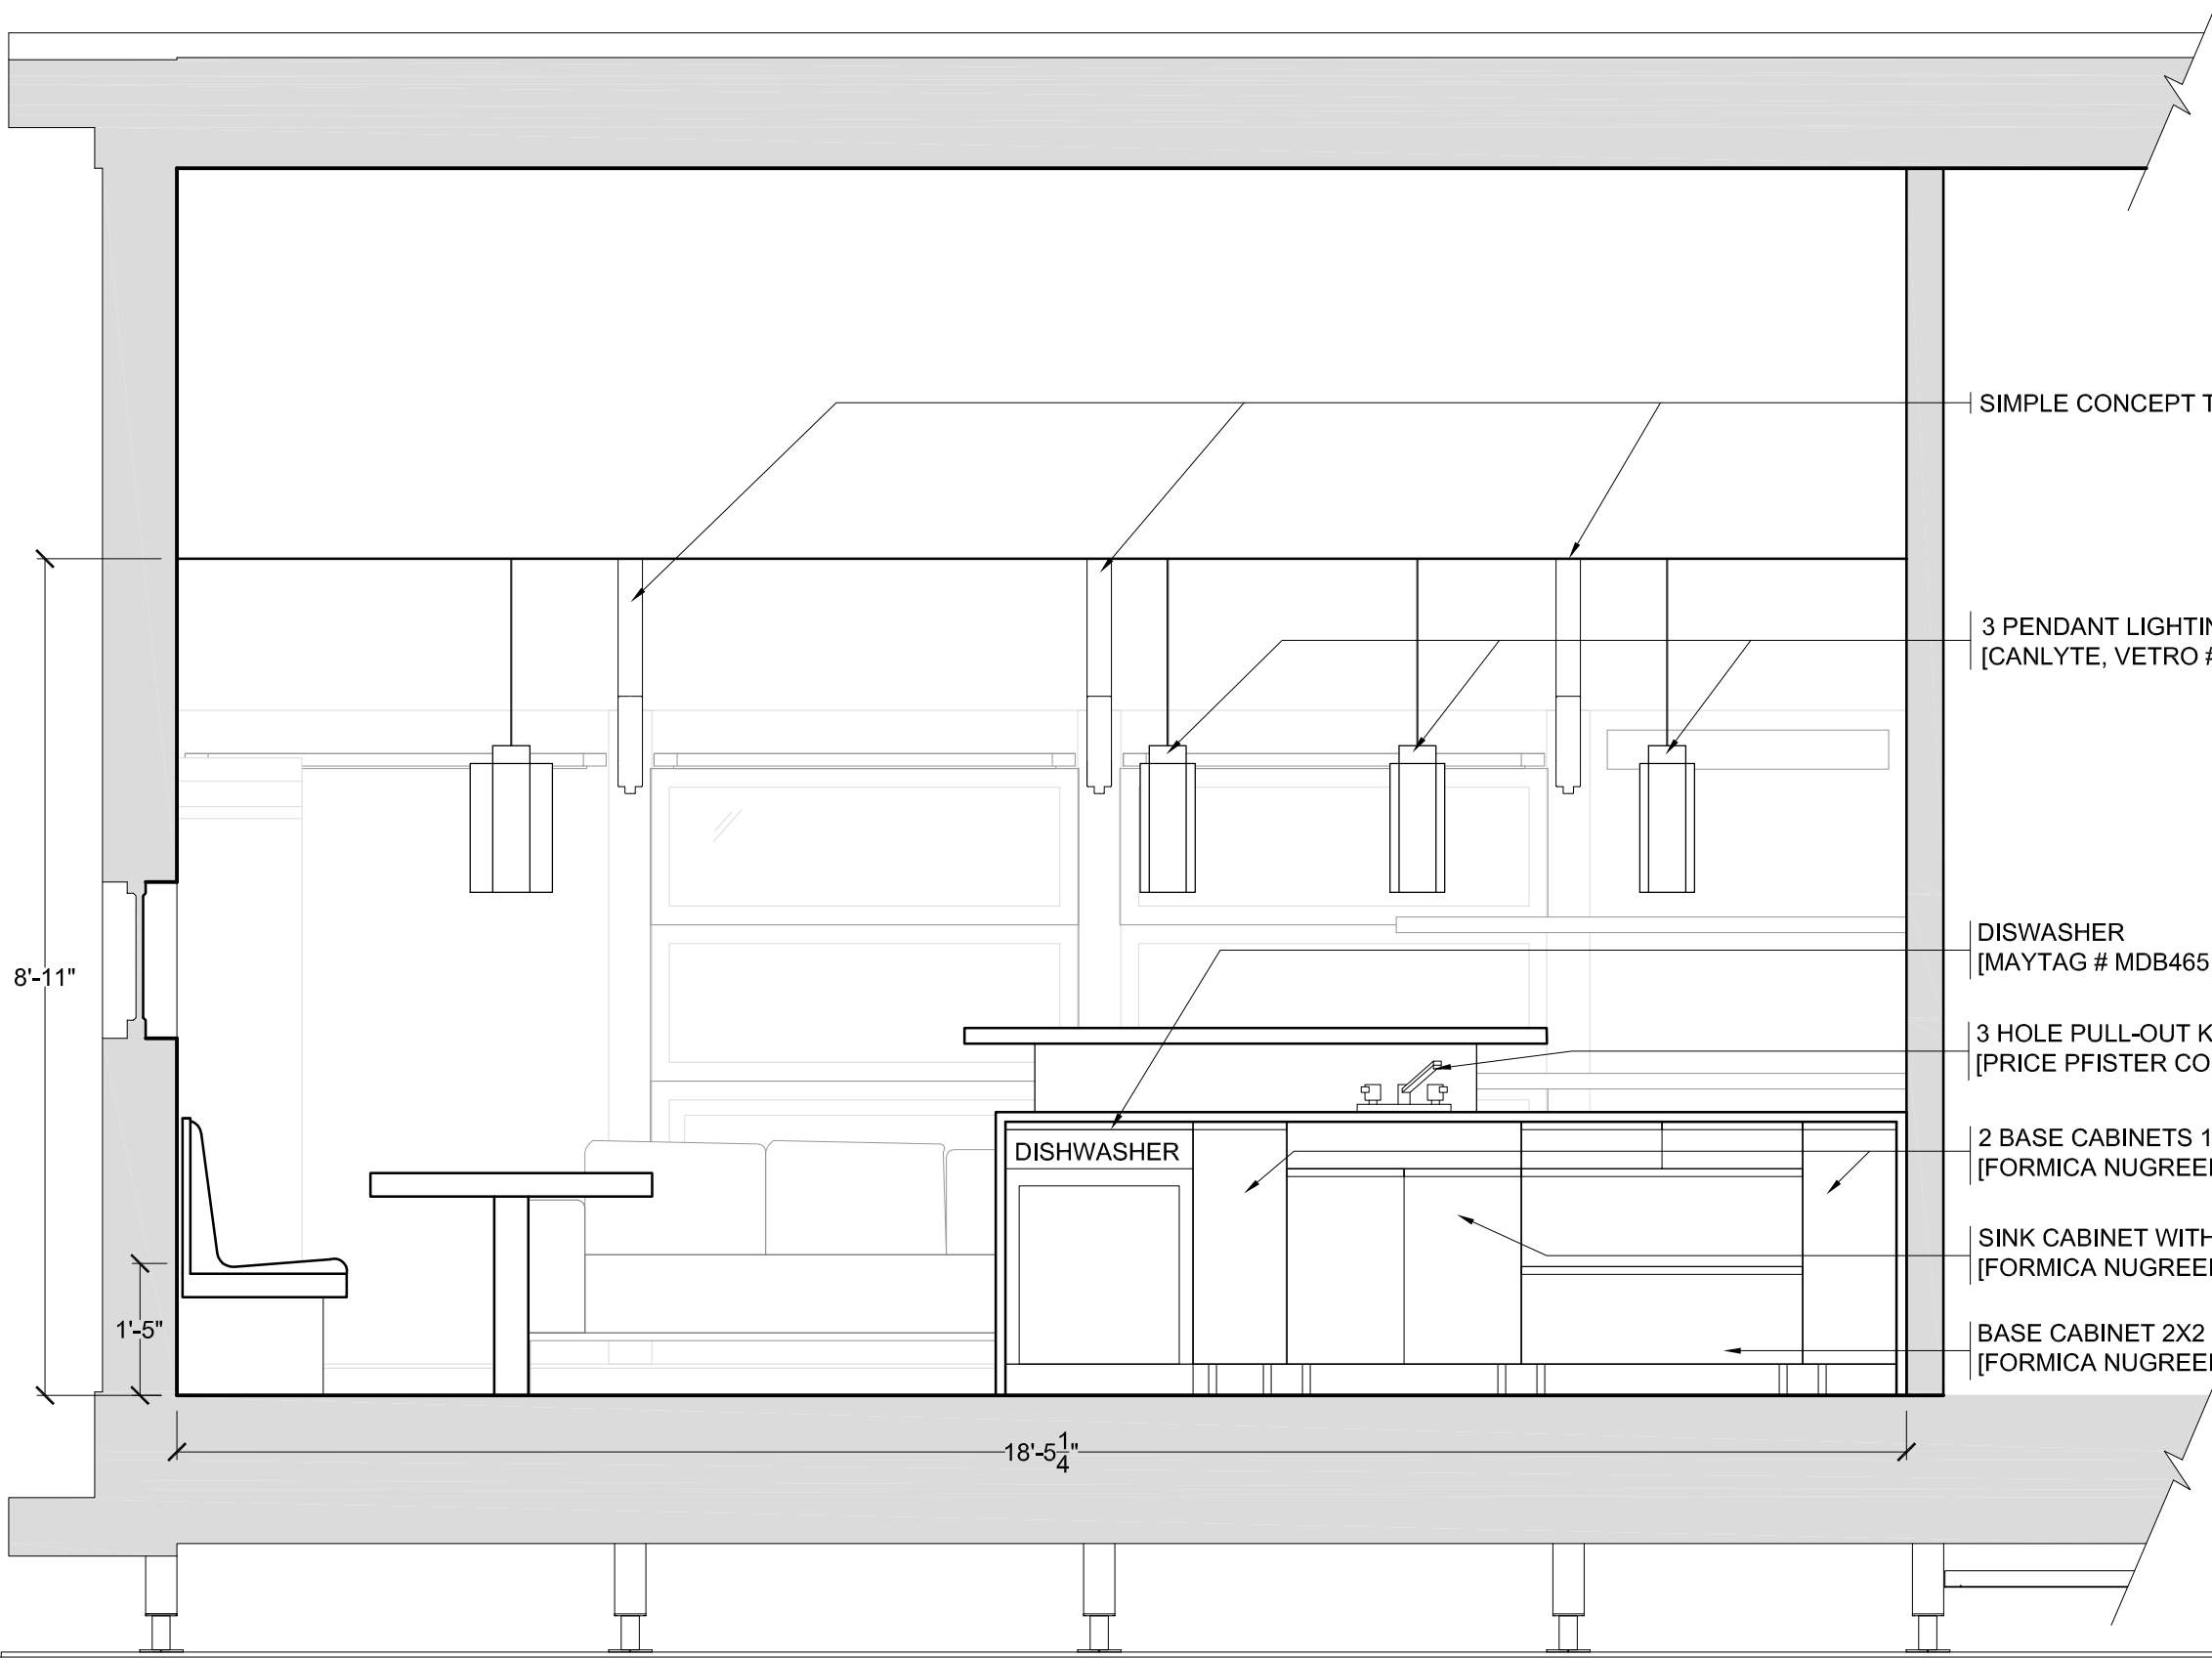 SIMPLE CONCEPT T
3 PENDANT LIGHTIN
[CANLYTE, VETRO #
DISWASHER
[MAYTAG # MDB465
8'-11"
3 HOLE PULL-OUT K
[PRICE PFISTER CO
DISHWASHER
2 BASE CABINETS 1
[FORMICA NUGREE
SINK CABINET WITH
[FORMICA NUGREE
1'-5"
BASE CABINET 2X2
[FORMICA NUGREE
18'-5 1/4"